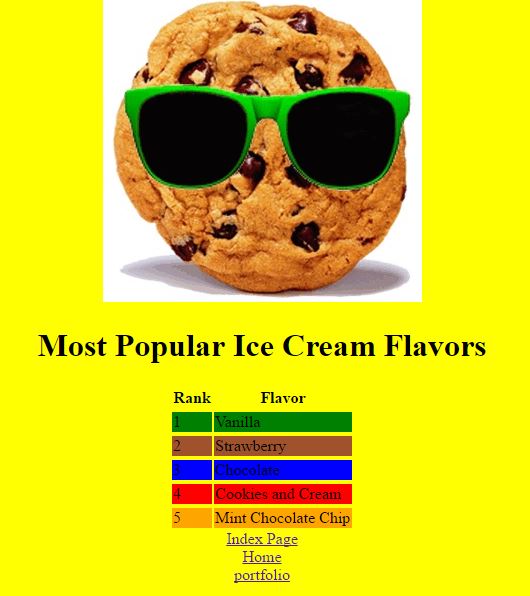 Most Popular Ice Cream Flavors
Rank Flavor
1 Vanilla
2 Strawberry
3 Chocolate
4 Cookies and Cream
5 Mint Chocolate Chip
Index Page
Home
portfolio